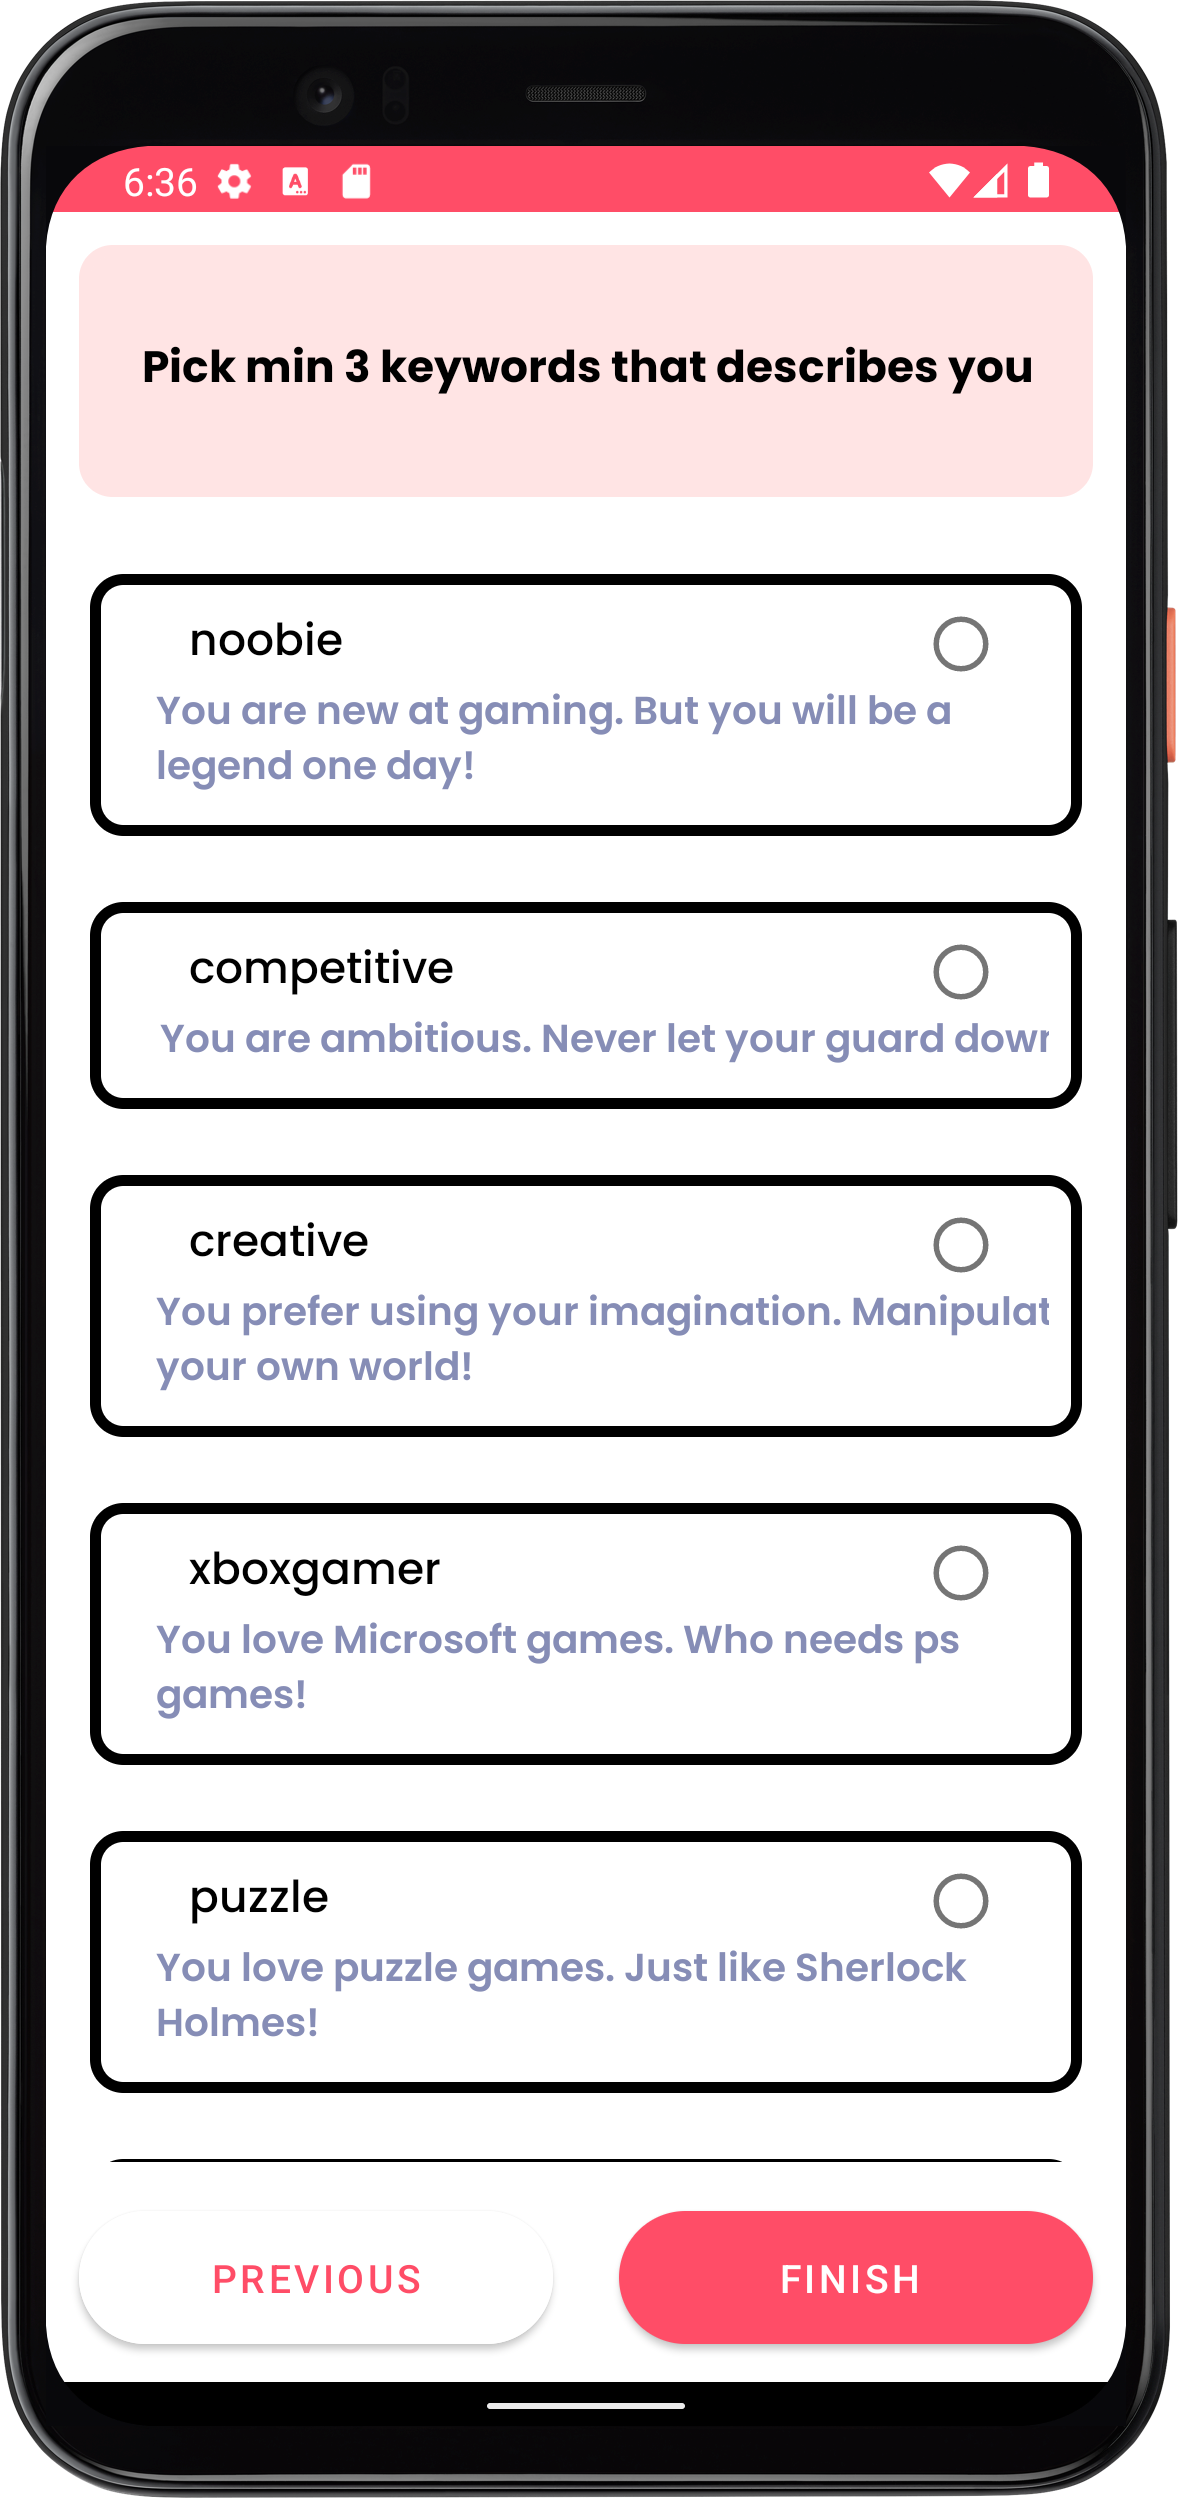 6:36
Pick min 3 keywords that describes you
noobie
You are new at gaming. But you will be a
legend one day!
competitive
You are ambitious. Never let your guard
creative
You prefer using your imagination.
your own world!
xboxgamer
You love Microsoft games. Who needs ps
games!
puzzle
You love puzzle games. Just like Sherlock
Holmes!
PREVIOUS
FINISH